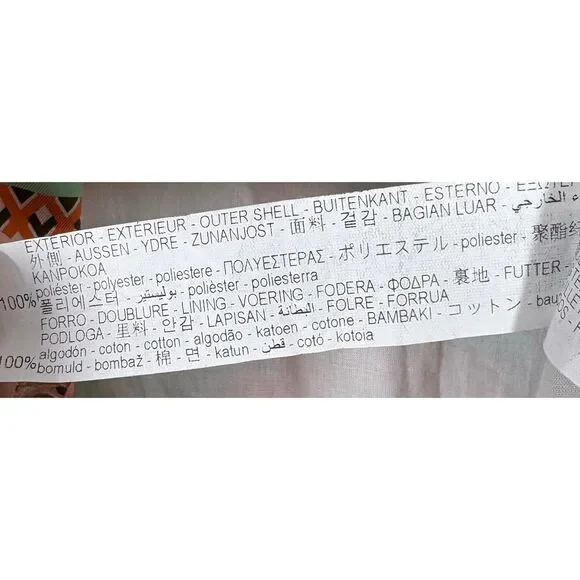 EXTERIOR - EXTÉRIEUR - OUTER SHELL - BUITENKANT - ESTERNO -
外側 - AUSSEN - YDRE - ZUNANJOST - 面料 - 겉감 - BAGIAN LUAR - الخارجي
KANPOKOA
100% poliéster - polyester - poliestere - ΠΟΛΥΕΣΤΕΡΑΣ - ポリエステル - poliester - 聚酯
폴리에스터 - بوليستير - polièster - poliesterra
FORRO - DOUBLURE - LINING - VOERING - FODERA - ΦΟΔΡΑ - 裏地 - FUTTER -
PODLOGA - 里料 - 안감 - LAPISAN - البطانة - FOLRE - FORRUA
100% algodón - coton - cotton - algodão - katoen - cotone - BAMBAKI - コットン -
bomuld - bombaž - 棉 - 면 - katun - قطن - cotó - kotoia